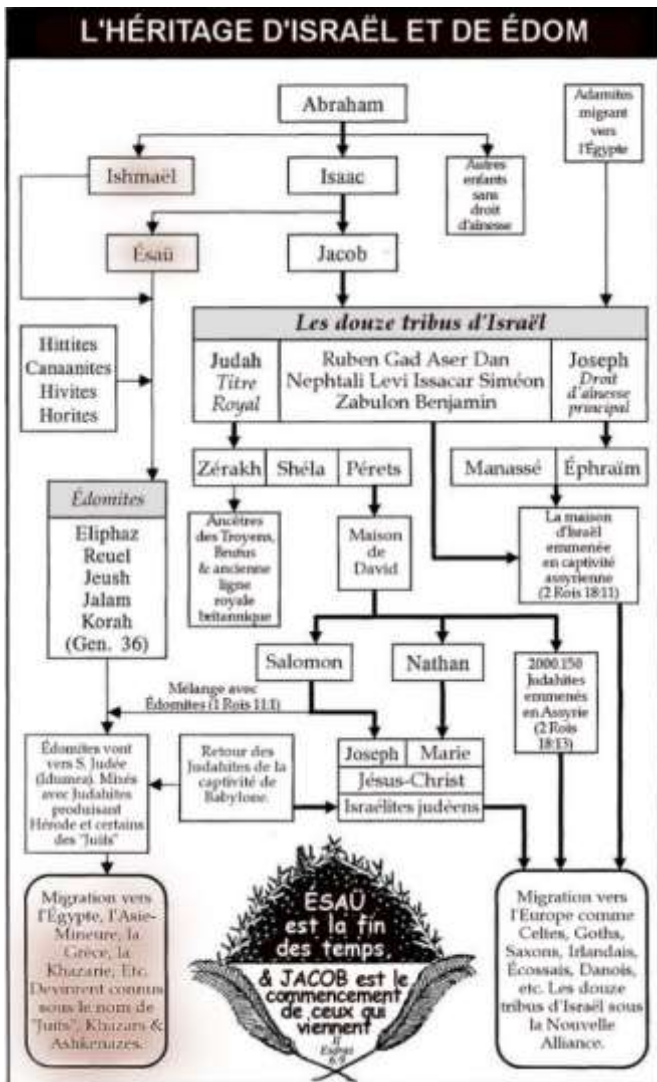 L'HÉRITAGE D'ISRAËL ET DE ÉDOM
Abraham
Adamites
migrant
vers
l'Égypte
Ishmaël
Isaac
Autres
enfants
sans
droit
d'aînesse
Ésaü
Jacob
Hittites
Canaanites
Hivites
Horites
Les douze tribus d'Israël
Judah
Titre
Royal
Ruben Gad Aser Dan
Nephtali Levi Issacar Siméon
Zabulon Benjamin
Joseph
Droit
d'aînesse
principal
Zérakh
Shéla
Pérets
Manassé
Éphraïm
Édomites
Eliphaz
Reuel
Jeush
Jalam
Korah
(Gen. 36)
Ancêtres
des Troyens,
Brutus
& ancienne
ligne
royale
britannique
Maison
de
David
La maison
d'Israël
emmenée
en captivité
assyrienne
(2 Rois 18:11)
Salomon
Nathan
2000.150
Judahites
emmenés
en Assyrie
(2 Rois
18:13)
Mélange avec
Édomites (1 Rois 11:1)
Édomites vont
vers S. Judée
(Idumea). Mixés
avec Judahites
produisant
Hérode et certains
des "Juifs"
Retour des
Judahites de la
captivité de
Babylone.
Joseph
Marie
Jésus-Christ
Israélites judéens
Migration vers
l'Égypte, l'Asie-
Mineure, la
Grèce, la
Khazarie, Etc.
Devinrent connus
sous le nom de
"Juifs", Khazars &
Ashkenazes.
ÉSAÜ
est la fin
des temps,
& JACOB est le
commencement
de ceux qui
viennent
II
Esdras
6:9
Migration vers
l'Europe comme
Celtes, Goths,
Saxons, Irlandais,
Écossais, Danois,
etc. Les douze
tribus d'Israël sous
la Nouvelle
Alliance.